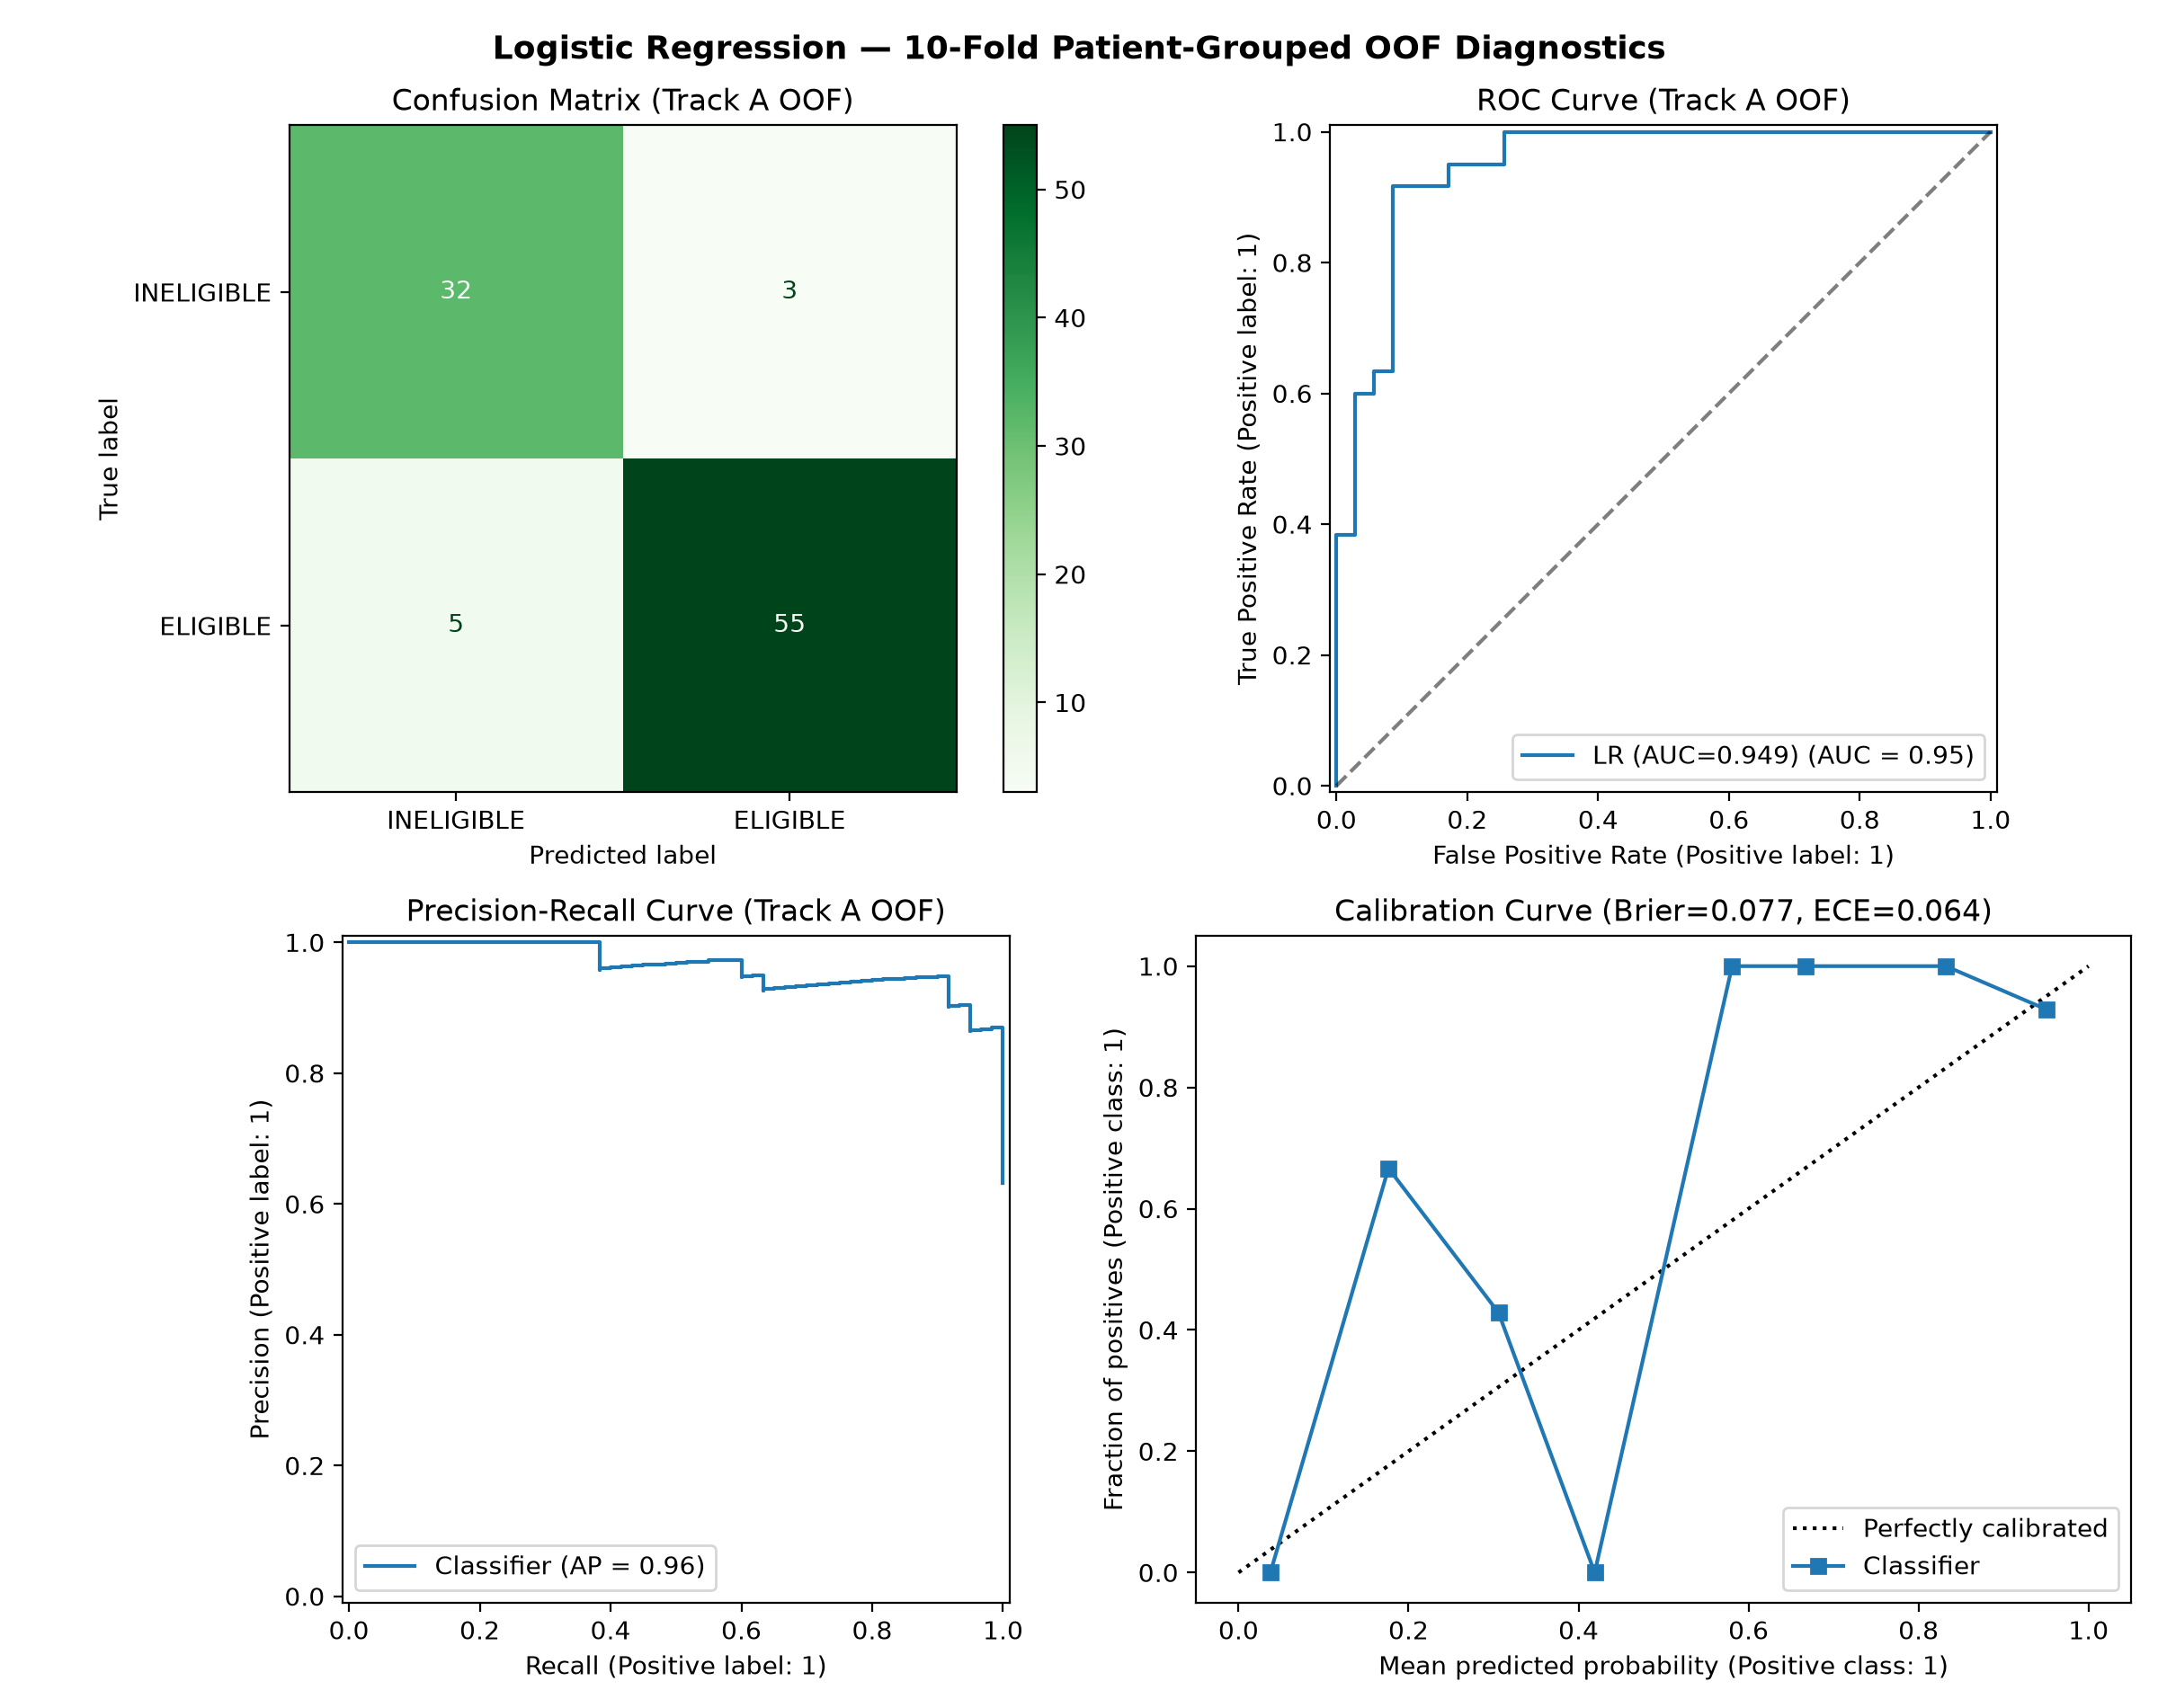 Logistic Regression — 10-Fold Patient-Grouped OOF Diagnostics
Confusion Matrix (Track A OOF)
True label
INELIGIBLE
ELIGIBLE
32
3
5
55
INELIGIBLE
ELIGIBLE
Predicted label
50
40
30
20
10
ROC Curve (Track A OOF)
True Positive Rate (Positive label: 1)
1.0
0.8
0.6
0.4
0.2
0.0
LR (AUC=0.949) (AUC = 0.95)
0.0 0.2 0.4 0.6 0.8 1.0
False Positive Rate (Positive label: 1)
Precision-Recall Curve (Track A OOF)
Precision (Positive label: 1)
1.0
0.8
0.6
0.4
0.2
0.0
Classifier (AP = 0.96)
0.0 0.2 0.4 0.6 0.8 1.0
Recall (Positive label: 1)
Calibration Curve (Brier=0.077, ECE=0.064)
Fraction of positives (Positive class: 1)
1.0
0.8
0.6
0.4
0.2
0.0
Perfectly calibrated
Classifier
0.0 0.2 0.4 0.6 0.8 1.0
Mean predicted probability (Positive class: 1)